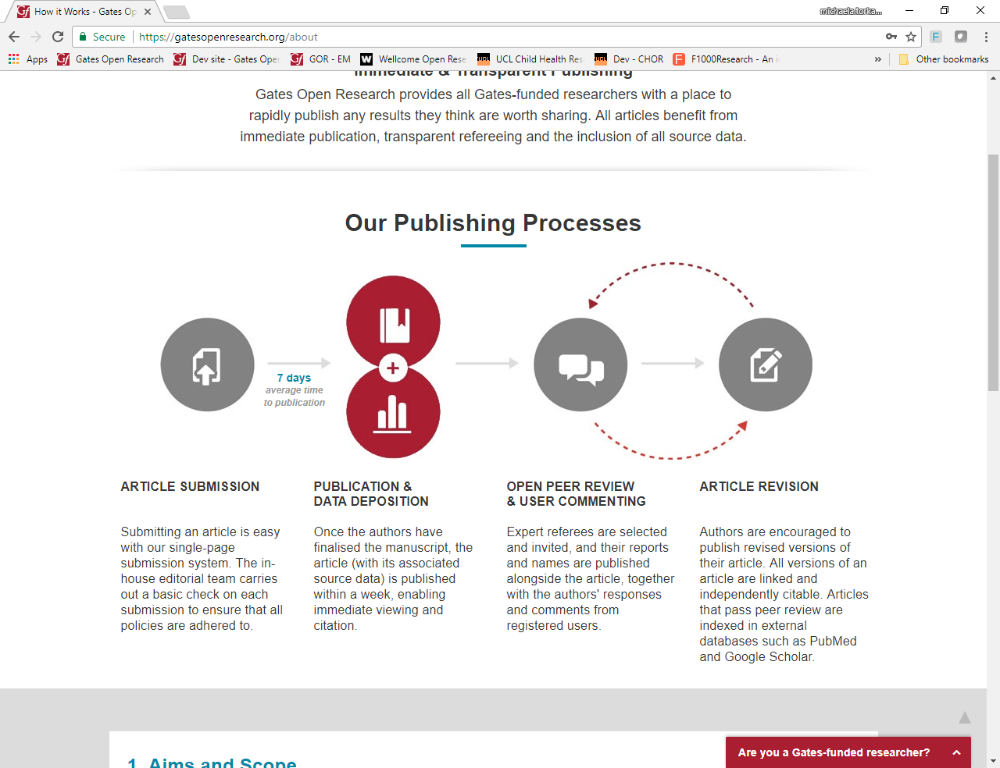 How it Works - Gates Op
michaela.torka...
Secure
https://gatesopenresearch.org/about
Apps
Gates Open Research
Dev site - Gates Oper
GOR - EM
Wellcome Open Rese
UCL Child Health Res
Dev - CHOR
F1000Research - An i
»
Other bookmarks
Immediate & Transparent Publishing
Gates Open Research provides all Gates-funded researchers with a place to
rapidly publish any results they think are worth sharing. All articles benefit from
immediate publication, transparent refereeing and the inclusion of all source data.
Our Publishing Processes
7 days
average time
to publication
ARTICLE SUBMISSION
Submitting an article is easy
with our single-page
submission system. The in-
house editorial team carries
out a basic check on each
submission to ensure that all
policies are adhered to.
PUBLICATION &
DATA DEPOSITION
Once the authors have
finalised the manuscript, the
article (with its associated
source data) is published
within a week, enabling
immediate viewing and
citation.
OPEN PEER REVIEW
& USER COMMENTING
Expert referees are selected
and invited, and their reports
and names are published
alongside the article, together
with the authors' responses
and comments from
registered users.
ARTICLE REVISION
Authors are encouraged to
publish revised versions of
their article. All versions of an
article are linked and
independently citable. Articles
that pass peer review are
indexed in external
databases such as PubMed
and Google Scholar.
1. Aims and Scope
Are you a Gates-funded researcher?